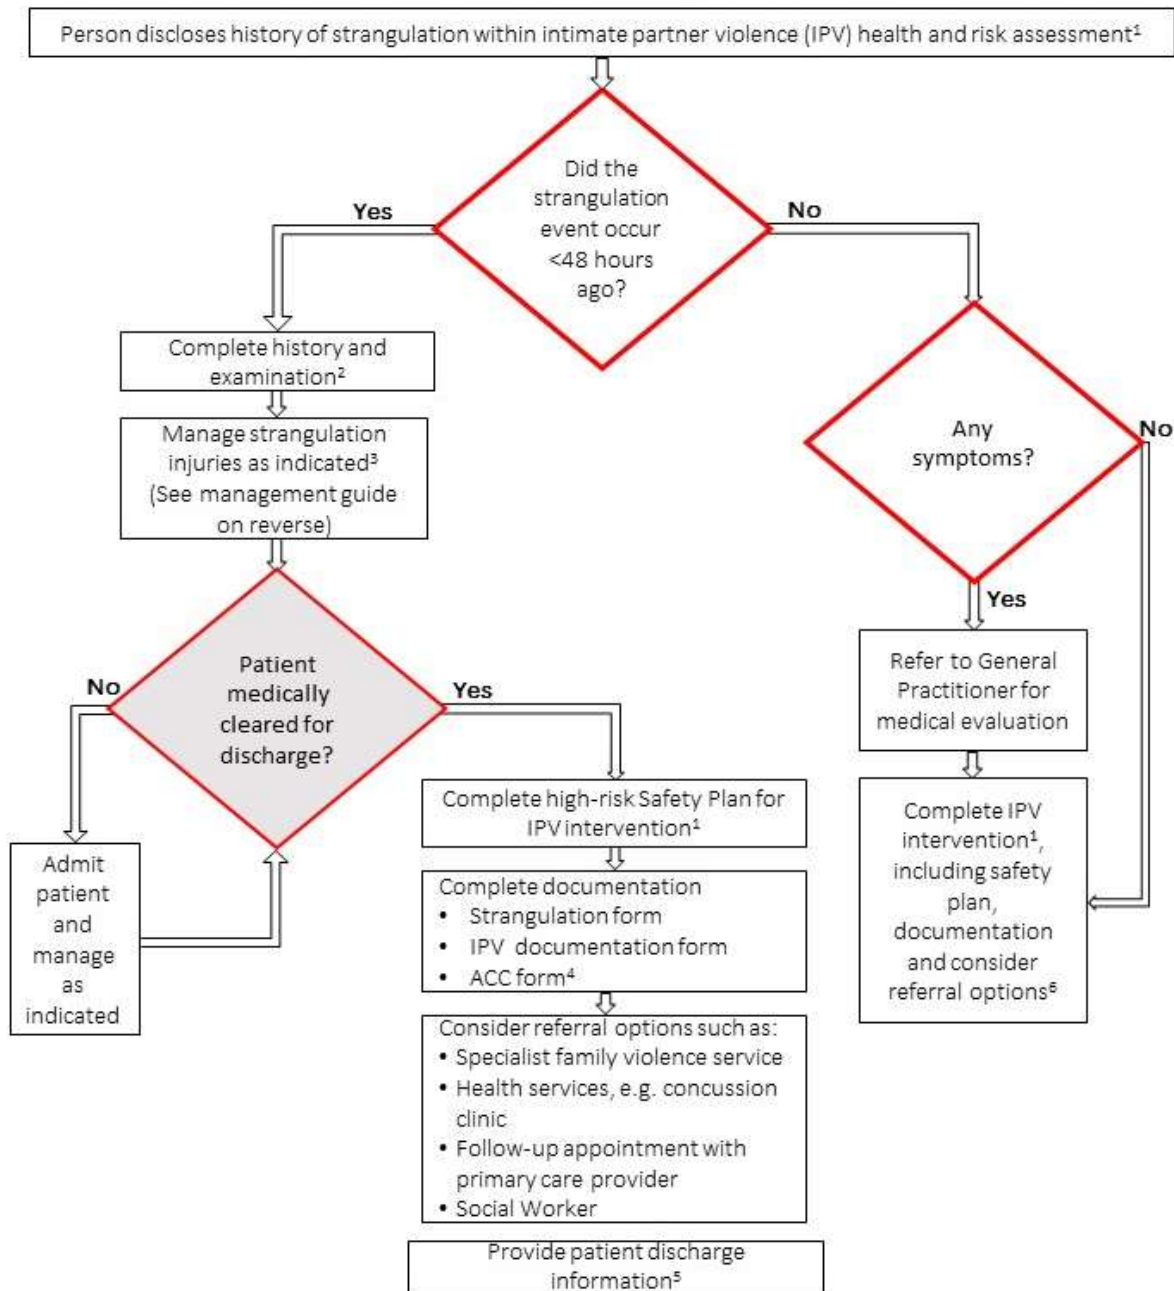 Person discloses history of strangulation within intimate partner violence (IPV) health and risk assessment¹
Did the
strangulation
event occur
<48 hours
ago?
Yes
No
Complete history and
examination²
Manage strangulation
injuries as indicated³
(See management guide
on reverse)
Any
symptoms?
No
Yes
Patient
medically
cleared for
discharge?
No
Yes
Refer to General
Practitioner for
medical evaluation
Admit
patient
and
manage
as
indicated
Complete high-risk Safety Plan for
IPV intervention¹
Complete documentation
• Strangulation form
• IPV documentation form
• ACC form⁴
Consider referral options such as:
• Specialist family violence service
• Health services, e.g. concussion
clinic
• Follow-up appointment with
primary care provider
• Social Worker
Provide patient discharge
information⁵
Complete IPV
intervention¹,
including safety
plan,
documentation
and consider
referral options⁶